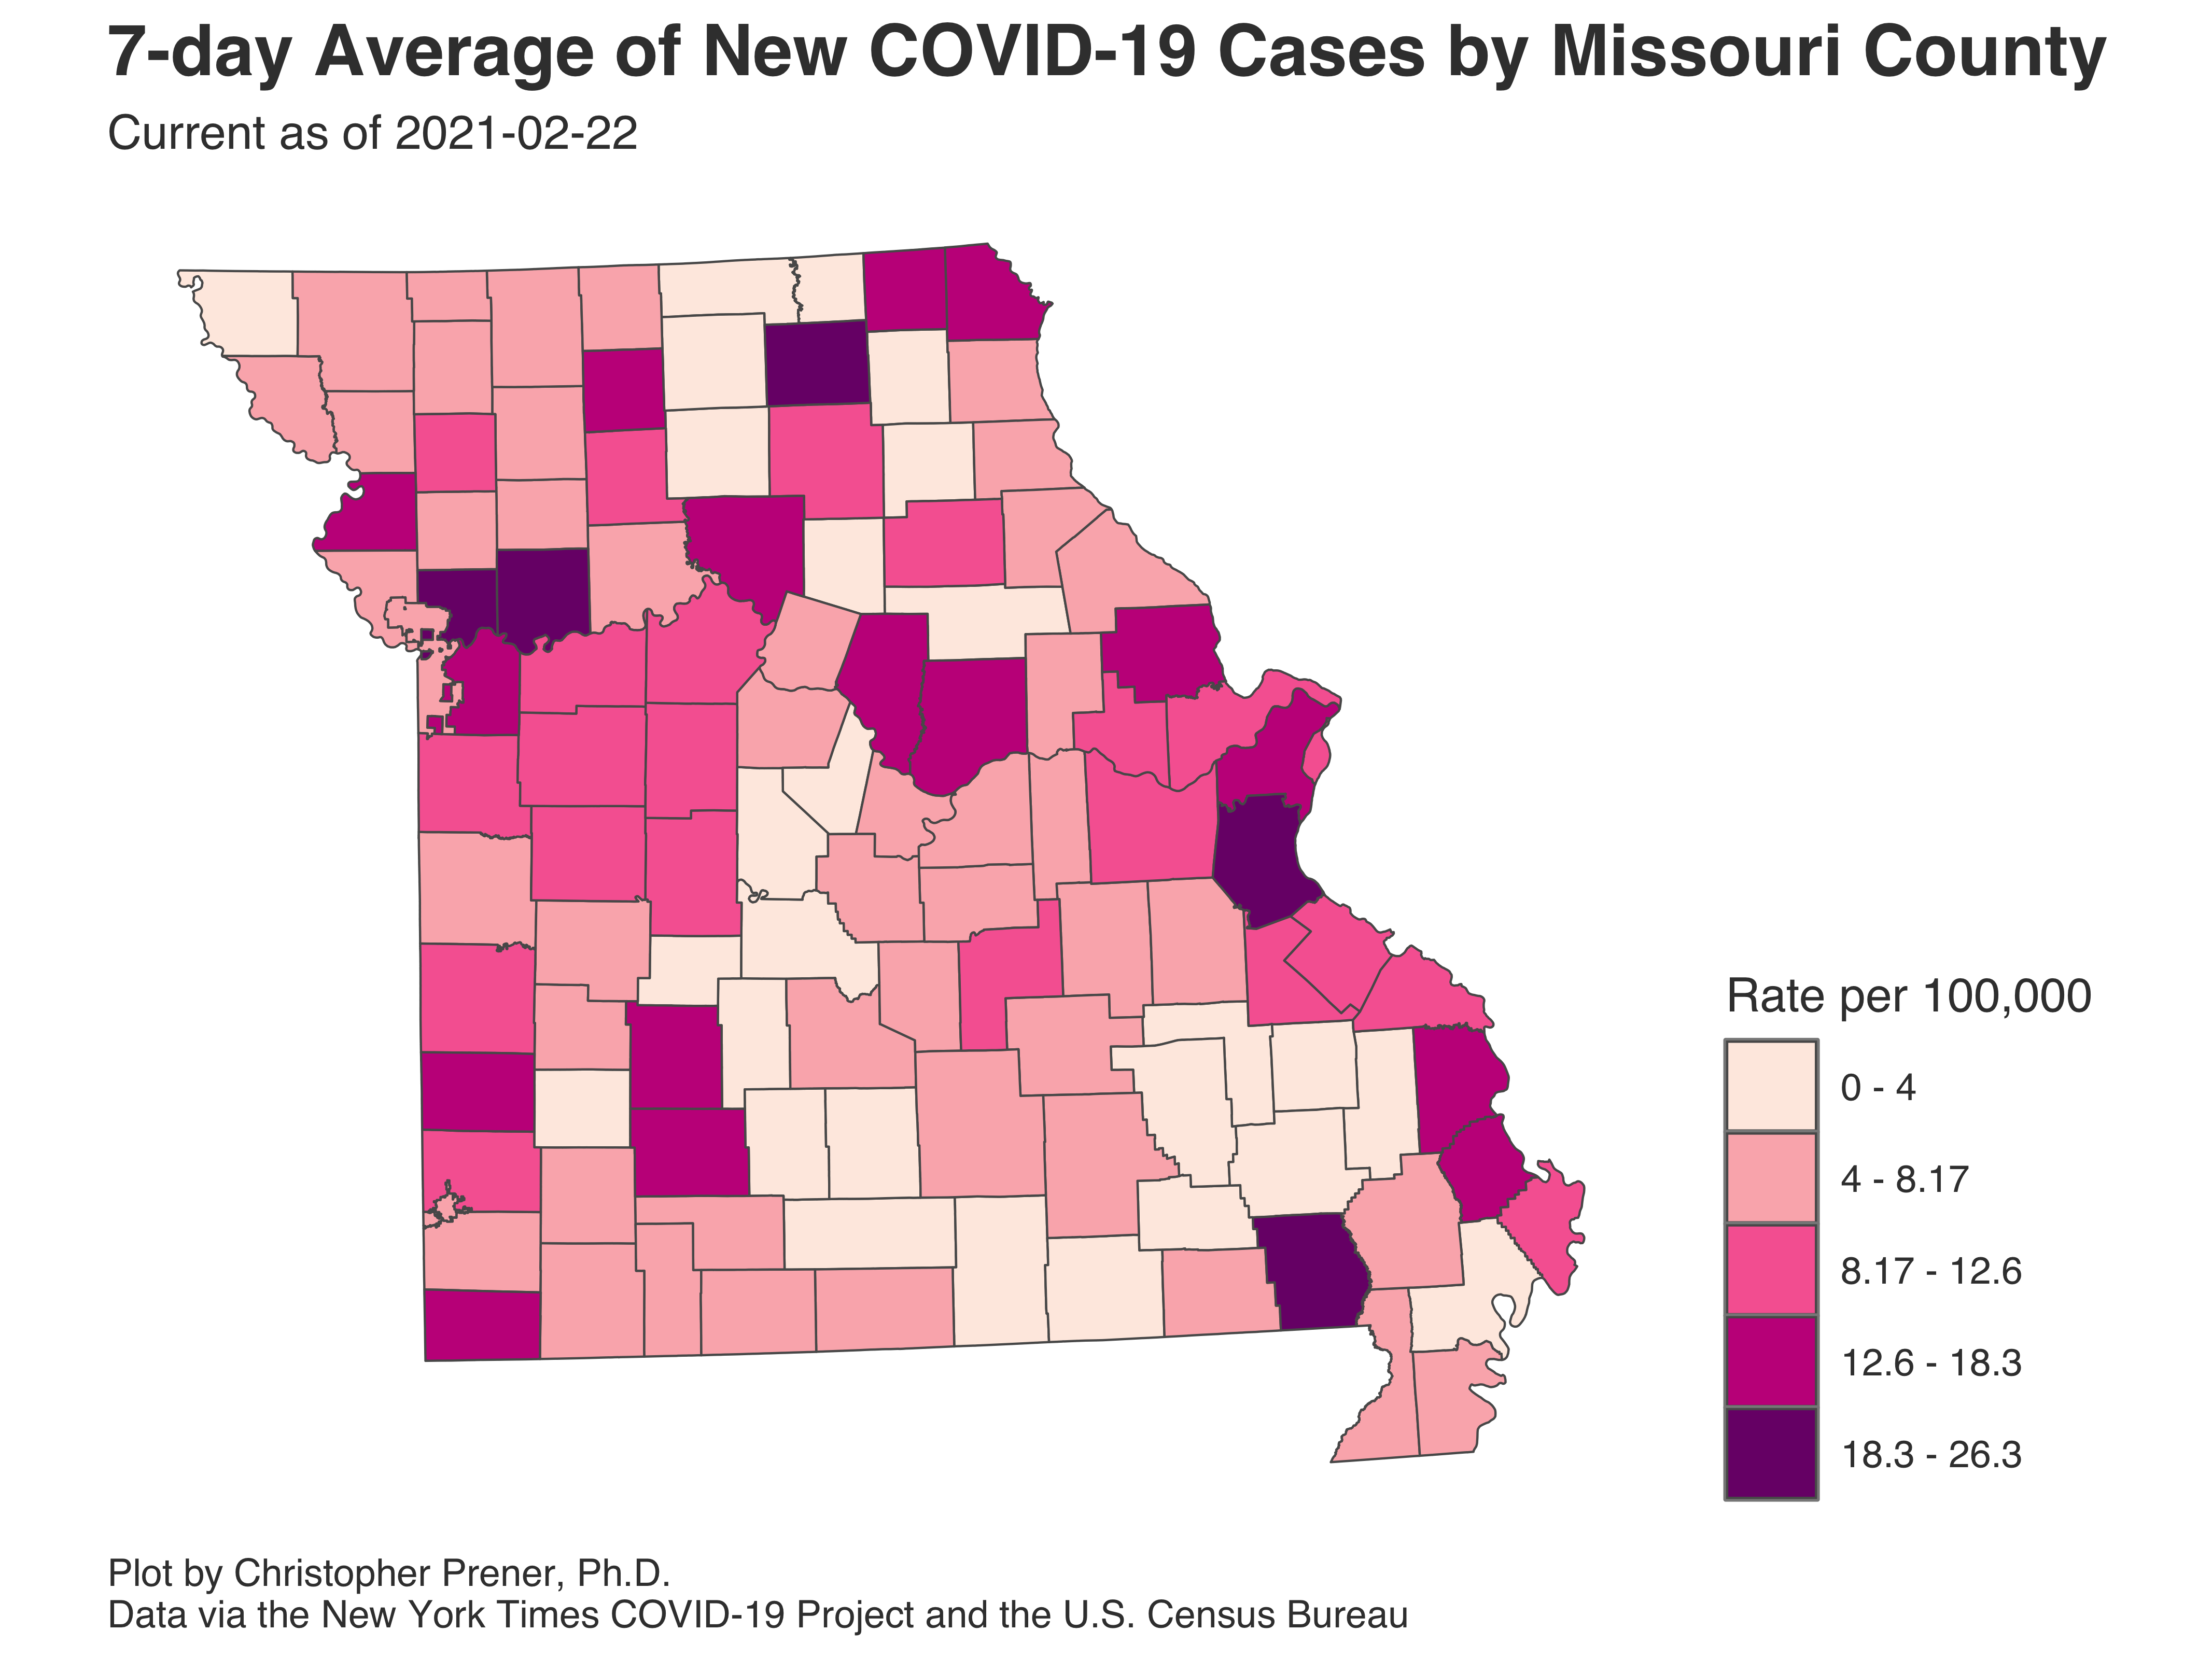 7-day Average of New COVID-19 Cases by Missouri County
Current as of 2021-02-22
Rate per 100,000
0 - 4
4 - 8.17
8.17 - 12.6
12.6 - 18.3
18.3 - 26.3
Plot by Christopher Prener, Ph.D.
Data via the New York Times COVID-19 Project and the U.S. Census Bureau